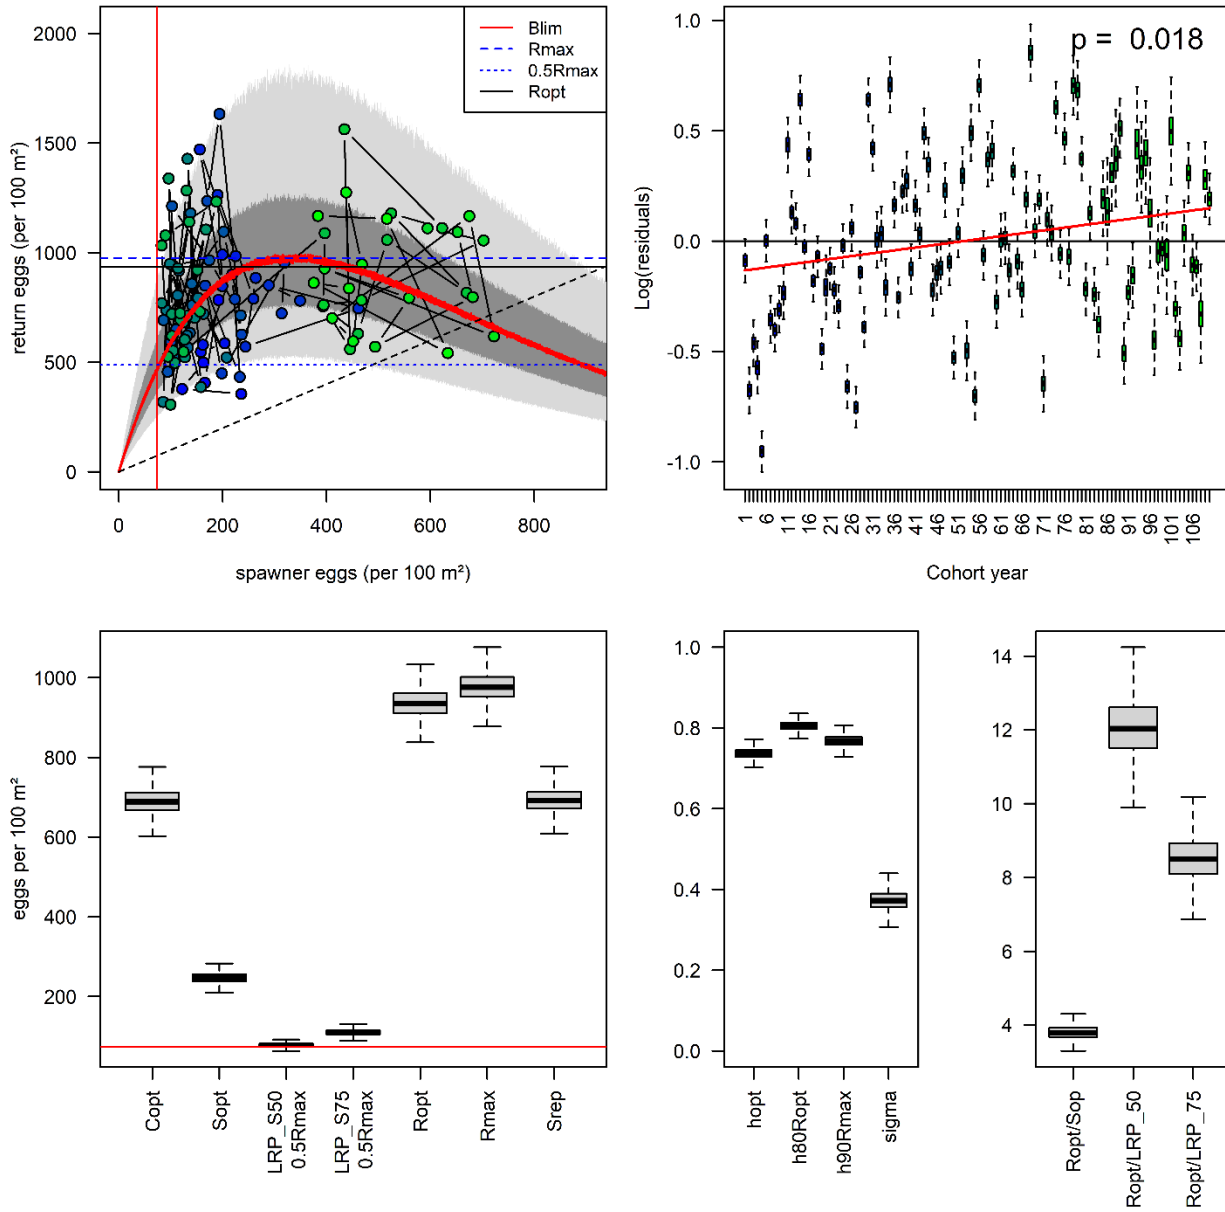 2000
1500
1000
500
0
return eggs (per 100 m²)
Blim
Rmax
0.5Rmax
Ropt
0 200 400 600 800
spawner eggs (per 100 m²)
1.0
0.5
0.0
-0.5
-1.0
Log(residuals)
p = 0.018
1 6 11 16 21 26 31 36 41 46 51 56 61 66 71 76 81 86 91 96 101 106
Cohort year
1000
800
600
400
200
eggs per 100 m²
Copt
Sopt
LRP_S50
0.5Rmax
LRP_S75
0.5Rmax
Ropt
Rmax
Srep
1.0
0.8
0.6
0.4
0.2
0.0
hopt
h80Ropt
h90Rmax
sigma
14
12
10
8
6
4
Ropt/Sop
Ropt/LRP_50
Ropt/LRP_75